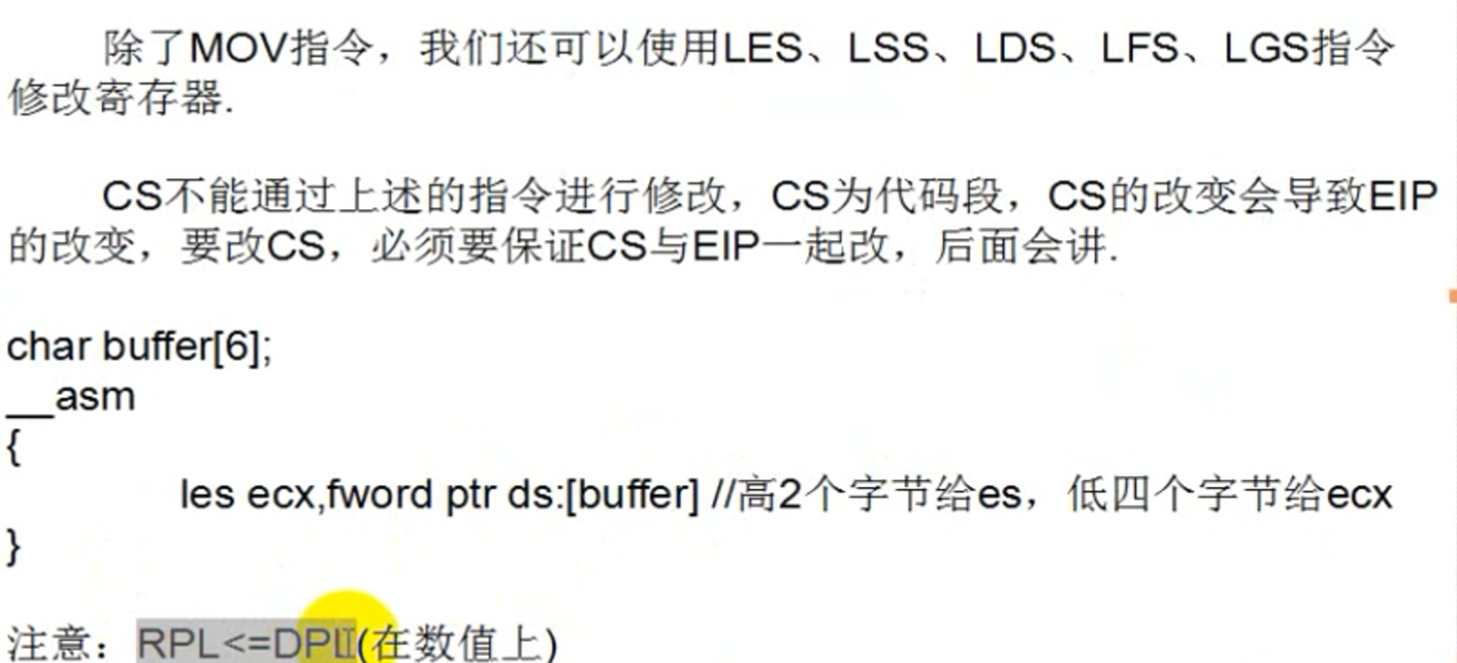 除了MOV指令，我们还可以使用LES、LSS、LDS、LFS、LGS指令
修改寄存器.
CS不能通过上述的指令进行修改，CS为代码段，CS的改变会导致EIP
的改变，要改CS，必须要保证CS与EIP一起改，后面会讲.
char buffer[6];
__asm
{
les ecx,fword ptr ds:[buffer] //高2个字节给es，低四个字节给ecx
}
注意：RPL<=DPL(在数值上)